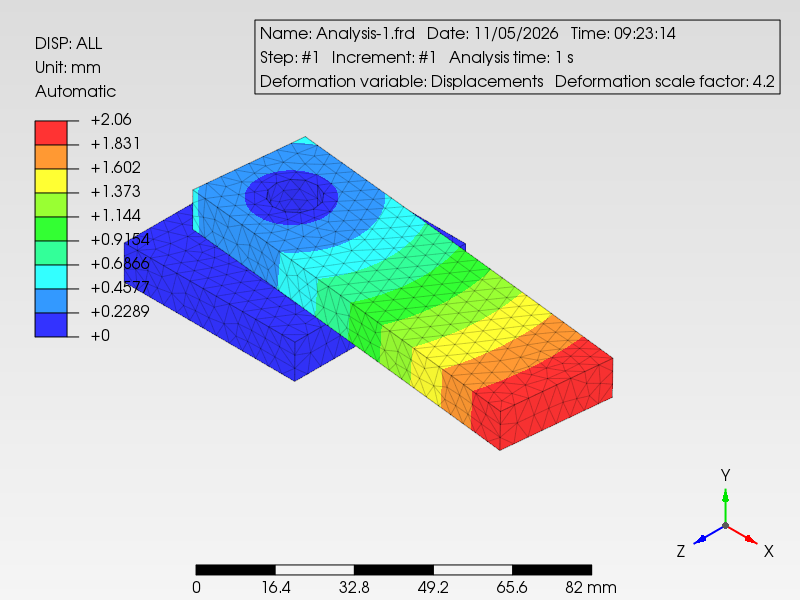 Name: Analysis-1.frd   Date: 11/05/2026   Time: 09:23:14
Step: #1   Increment: #1   Analysis time: 1 s
Deformation variable: Displacements   Deformation scale factor: 4.2
DISP: ALL
Unit: mm
Automatic
+2.06
+1.831
+1.602
+1.373
+1.144
+0.9154
+0.6866
+0.4577
+0.2289
+0
Y
Z
X
0 16.4 32.8 49.2 65.6 82 mm